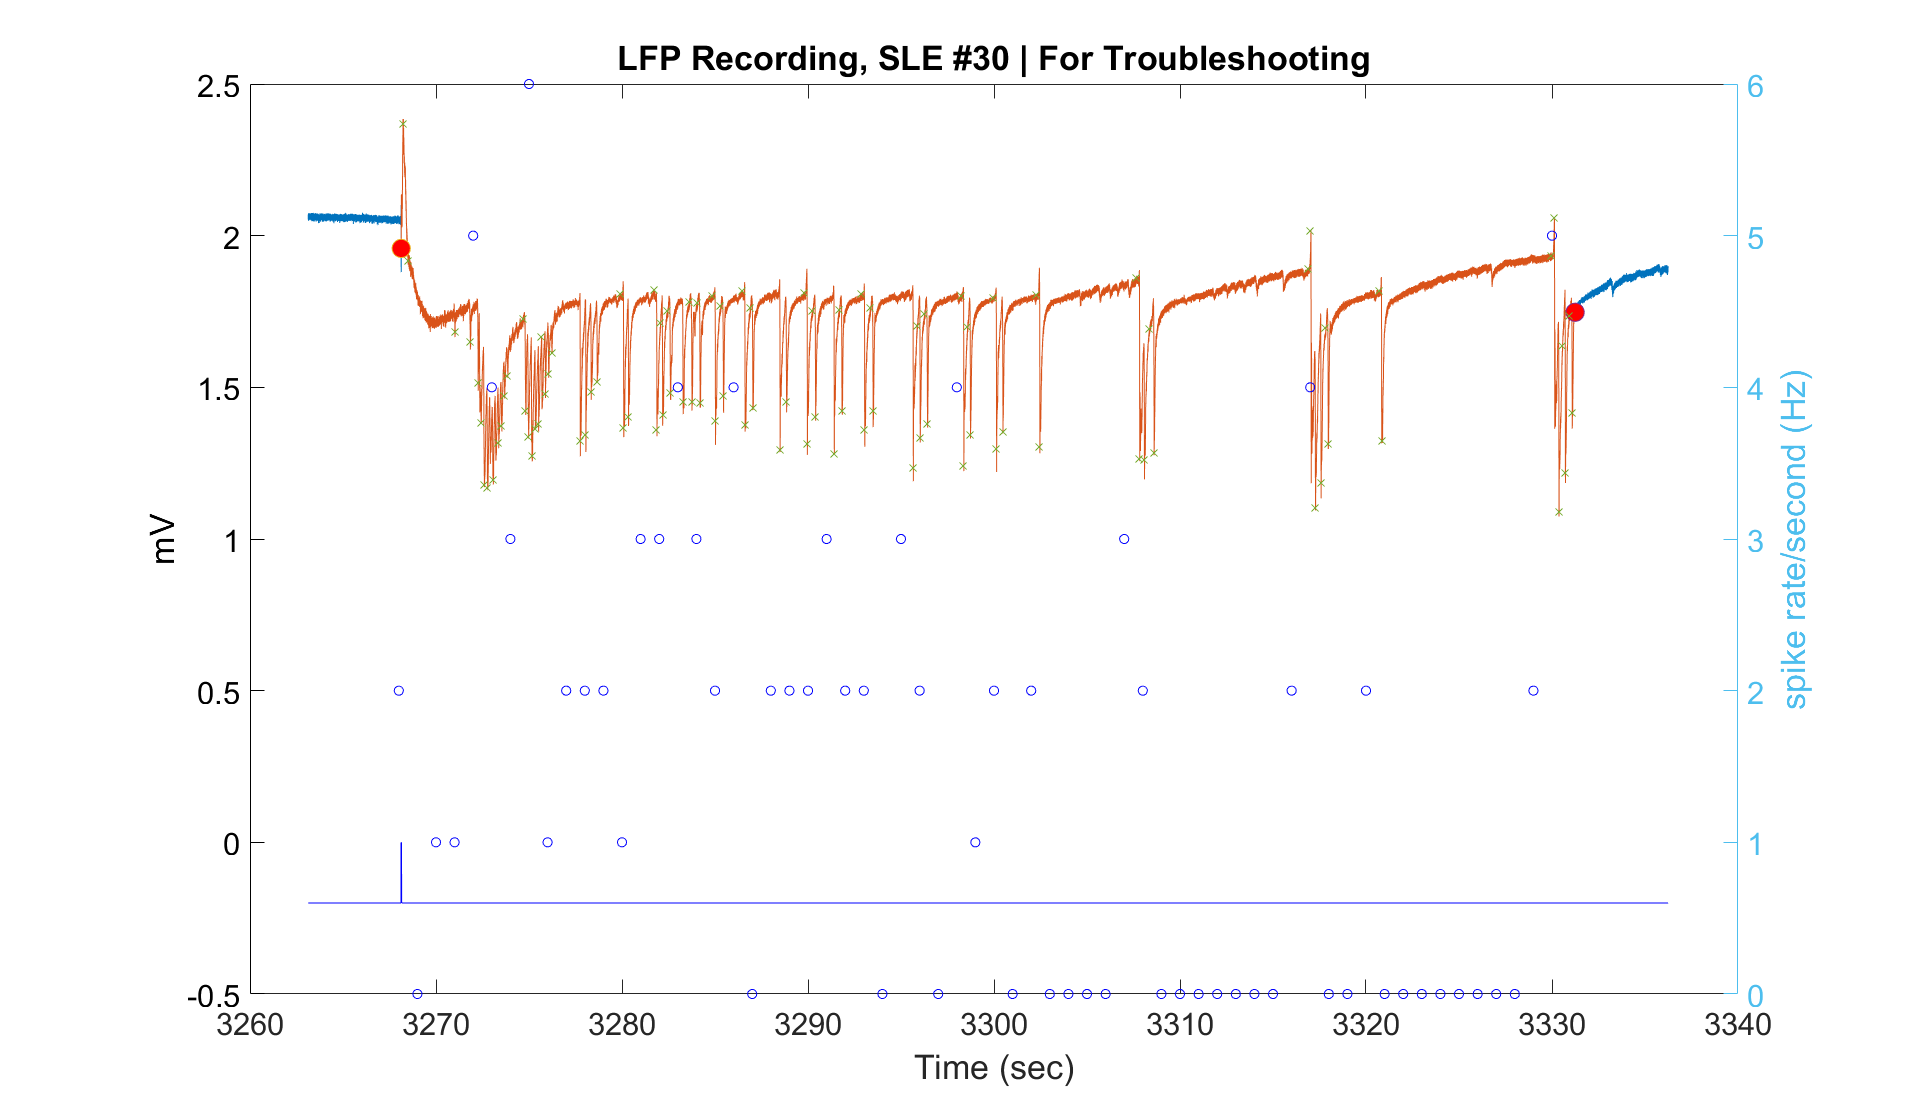 LFP Recording, SLE #30 | For Troubleshooting
2.5
2
1.5
1
0.5
0
-0.5
mV
6
5
4
3
2
1
0
spike rate/second (Hz)
3260 3270 3280 3290 3300 3310 3320 3330 3340
Time (sec)